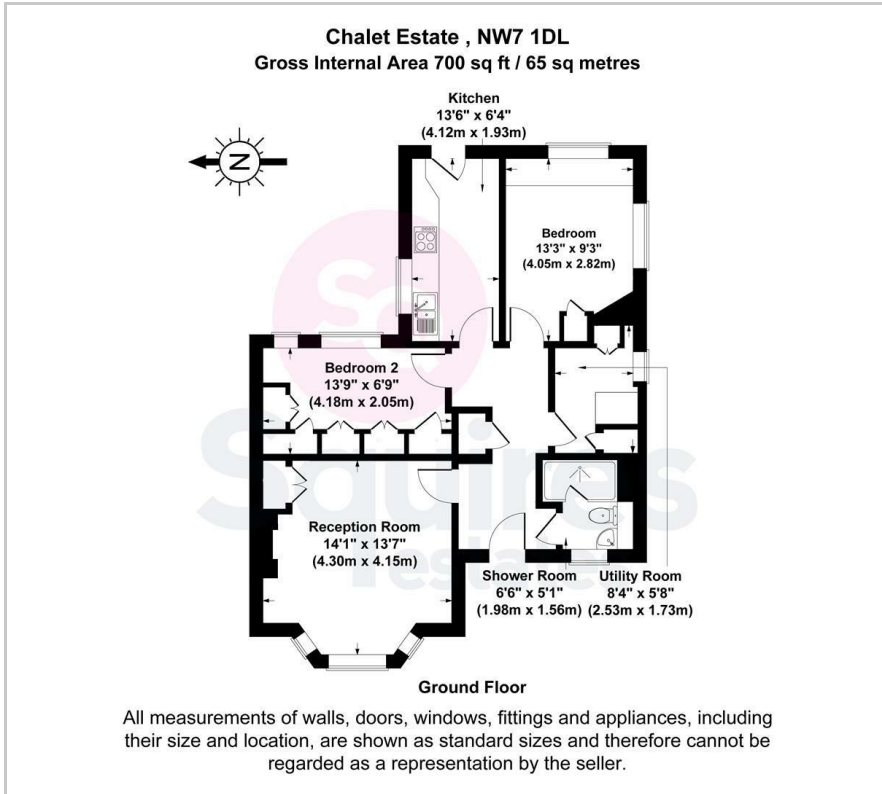 Chalet Estate , NW7 1DL
Gross Internal Area 700 sq ft / 65 sq metres
Kitchen
13'6" x 6'4"
(4.12m x 1.93m)
N
Bedroom
13'3" x 9'3"
(4.05m x 2.82m)
Bedroom 2
13'9" x 6'9"
(4.18m x 2.05m)
Squires
estates
Reception Room
14'1" x 13'7"
(4.30m x 4.15m)
Shower Room
6'6" x 5'1"
(1.98m x 1.56m)
Utility Room
8'4" x 5'8"
(2.53m x 1.73m)
Ground Floor
All measurements of walls, doors, windows, fittings and appliances, including
their size and location, are shown as standard sizes and therefore cannot be
regarded as a representation by the seller.